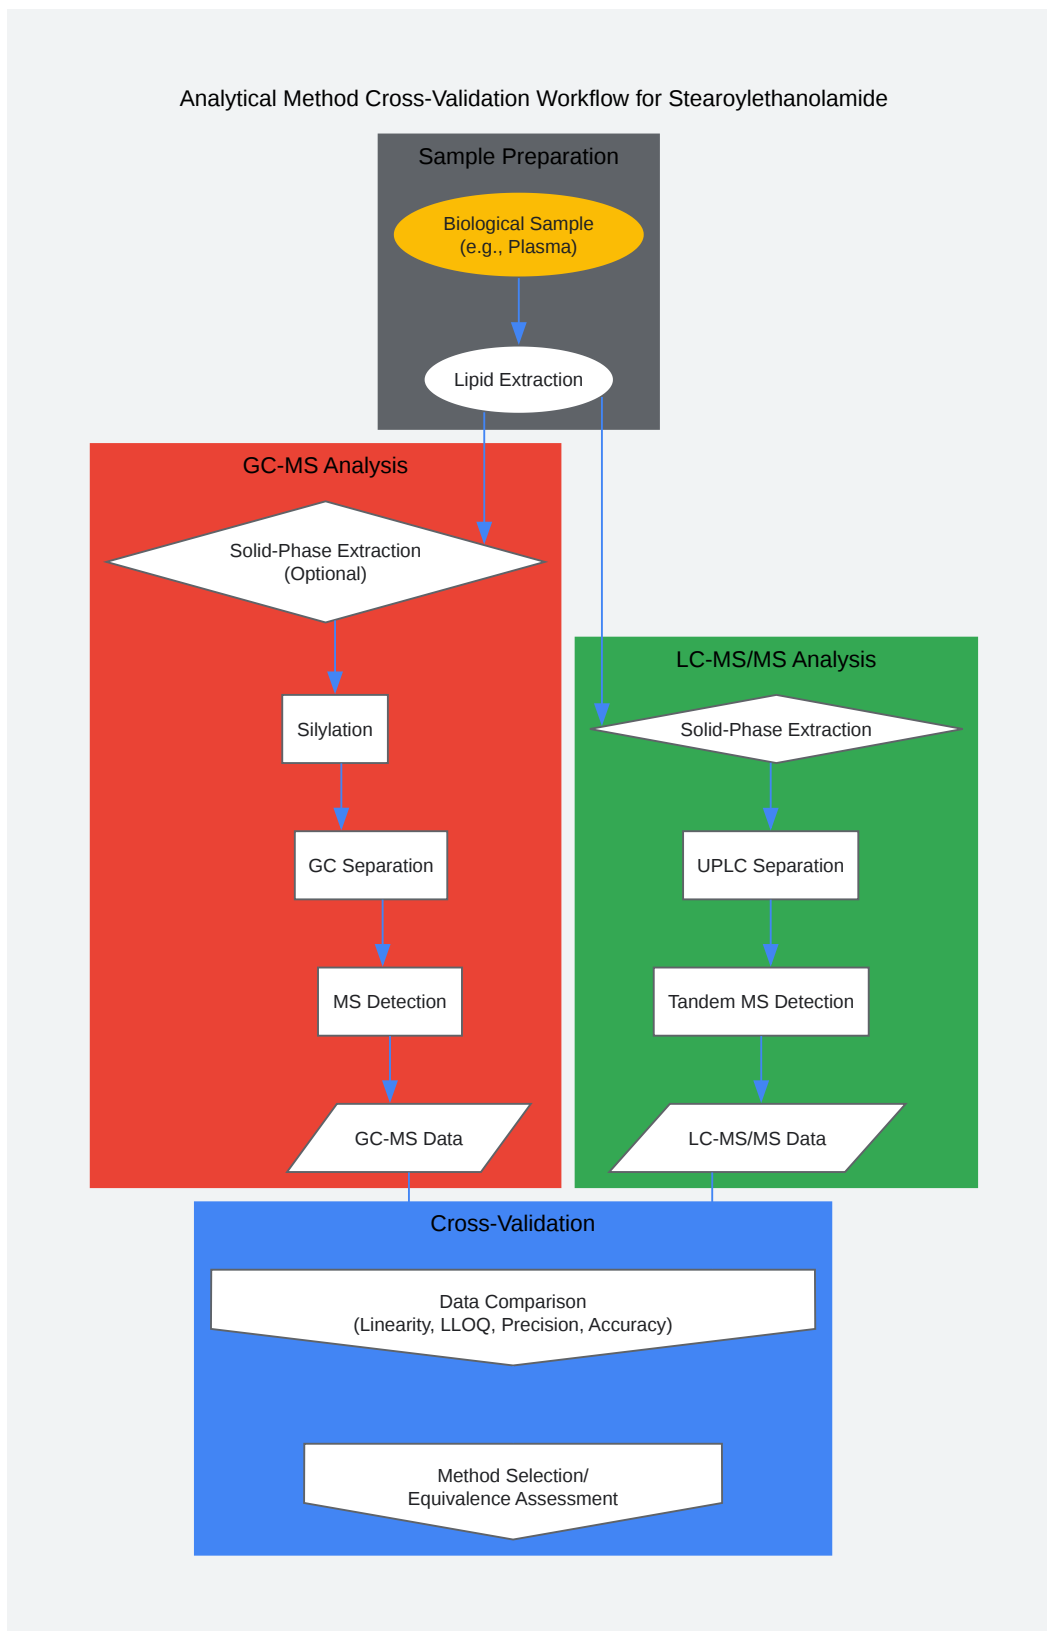 Analytical Method Cross-Validation Workflow for Stearoylethanolamide
Sample Preparation
Biological Sample
(e.g., Plasma)
Lipid Extraction
GC-MS Analysis
Solid-Phase Extraction
(Optional)
Silylation
GC Separation
MS Detection
GC-MS Data
LC-MS/MS Analysis
Solid-Phase Extraction
UPLC Separation
Tandem MS Detection
LC-MS/MS Data
Cross-Validation
Data Comparison
(Linearity, LLOQ, Precision, Accuracy)
Method Selection/
Equivalence Assessment